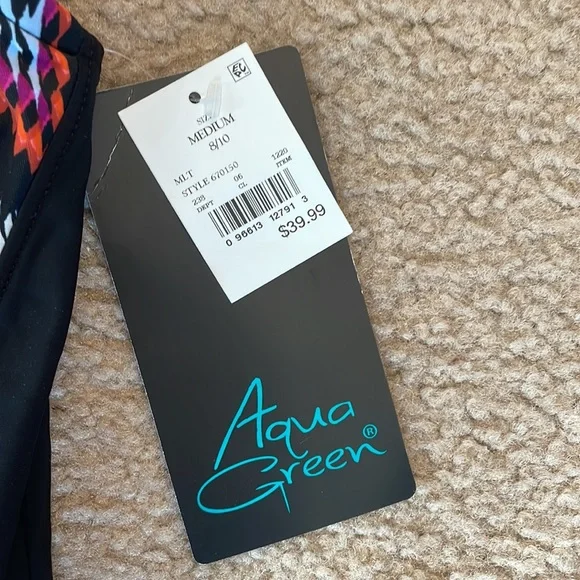 SIZE
MEDIUM
8/10
MLT
STYLE 670150
238 06 1220
DEPT CL ITEM
0 96613 12791 3
$39.99
Aqua
Green®